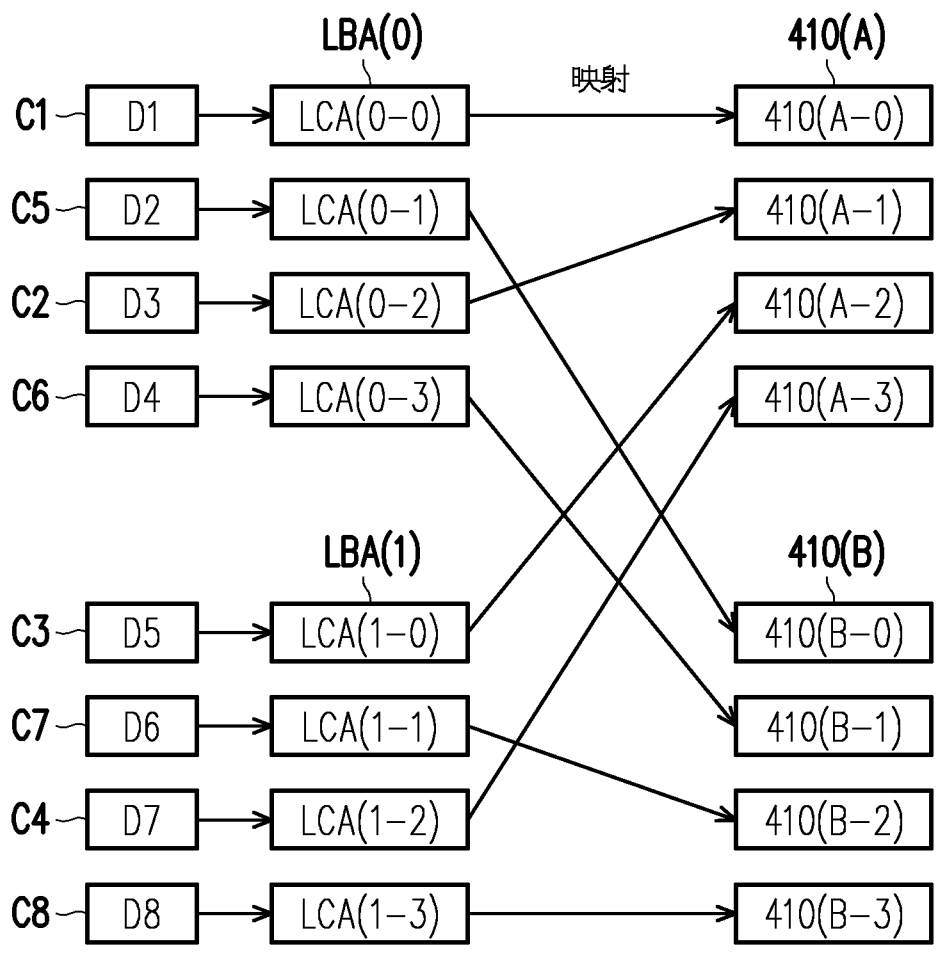 LBA(0) 410(A)
映射
C1 D1 LCA(0-0) 410(A-0)
C5 D2 LCA(0-1) 410(A-1)
C2 D3 LCA(0-2) 410(A-2)
C6 D4 LCA(0-3) 410(A-3)
LBA(1) 410(B)
C3 D5 LCA(1-0) 410(B-0)
C7 D6 LCA(1-1) 410(B-1)
C4 D7 LCA(1-2) 410(B-2)
C8 D8 LCA(1-3) 410(B-3)